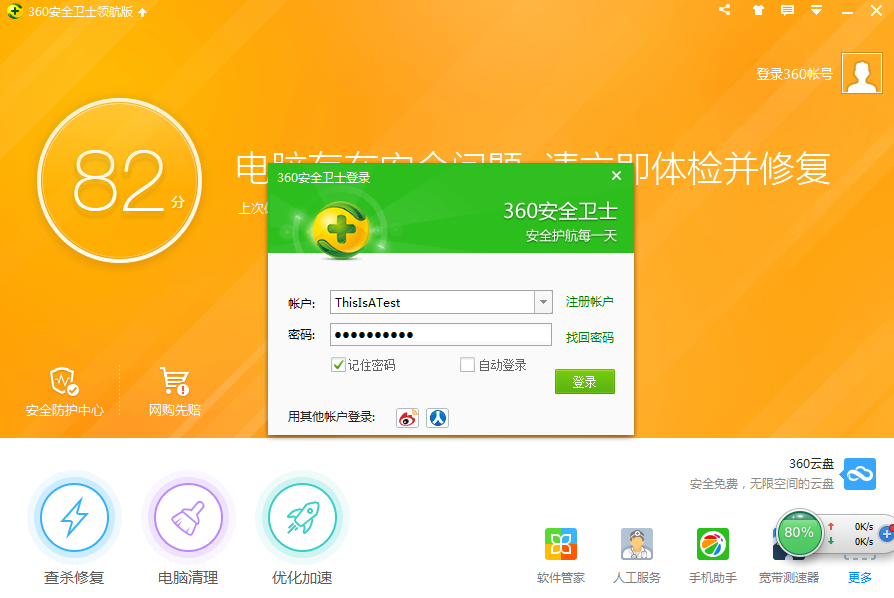 360安全卫士领航版
登录360帐号
82分
电脑存在安全问题,请立即体检并修复
上次
360安全卫士登录
360安全卫士
安全护航每一天
帐户: ThisIsATest 注册帐户
密码: ●●●●●●●●●● 找回密码
记住密码 自动登录
登录
用其他帐户登录:
安全防护中心 网购先赔
360云盘
安全免费,无限空间的云盘
80% 0K/s
0K/s
查杀修复 电脑清理 优化加速
软件管家 人工服务 手机助手 宽带测速器 更多